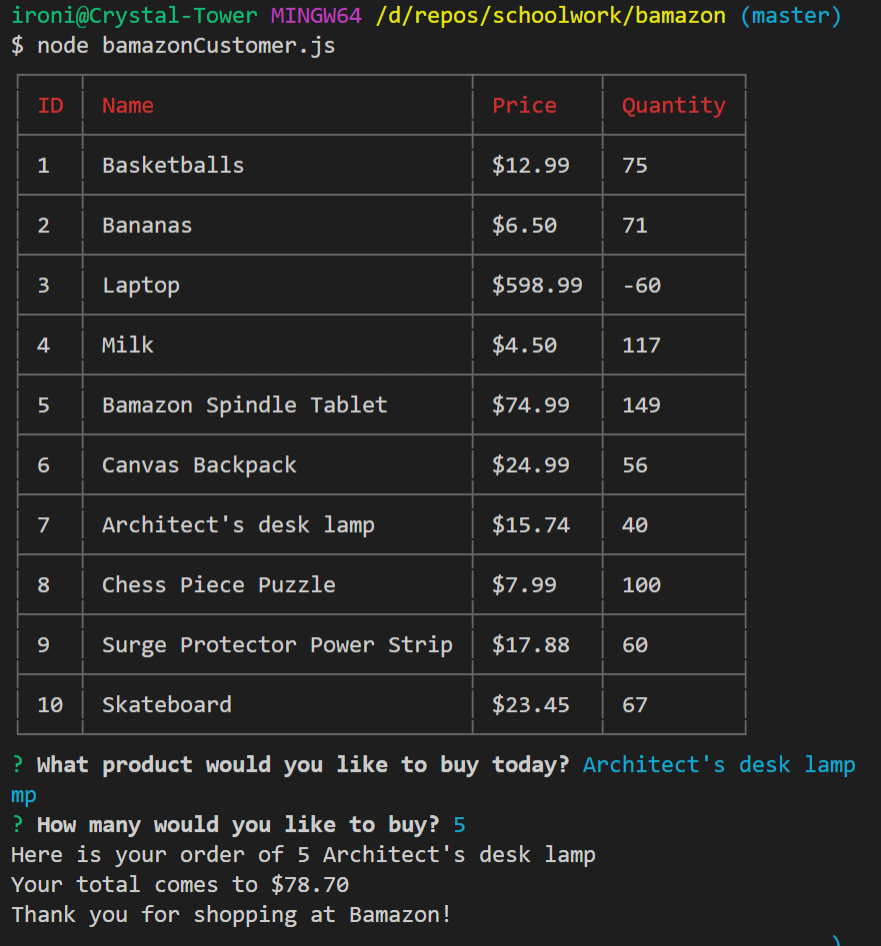 ironi@Crystal-Tower MINGW64 /d/repos/schoolwork/bamazon (master)
$ node bamazonCustomer.js
ID Name Price Quantity
1 Basketballs $12.99 75
2 Bananas $6.50 71
3 Laptop $598.99 -60
4 Milk $4.50 117
5 Bamazon Spindle Tablet $74.99 149
6 Canvas Backpack $24.99 56
7 Architect's desk lamp $15.74 40
8 Chess Piece Puzzle $7.99 100
9 Surge Protector Power Strip $17.88 60
10 Skateboard $23.45 67
? What product would you like to buy today? Architect's desk lamp
mp
? How many would you like to buy? 5
Here is your order of 5 Architect's desk lamp
Your total comes to $78.70
Thank you for shopping at Bamazon!